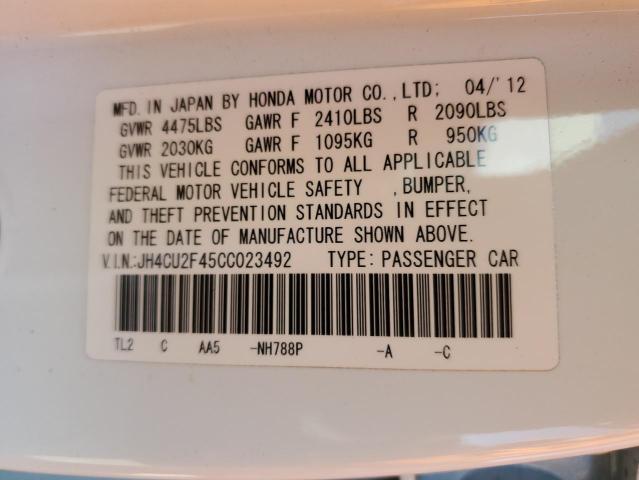 MFD. IN JAPAN BY HONDA MOTOR CO.,LTD; 04/'12
GVWR 4475LBS GAWR F 2410LBS R 2090LBS
GVWR 2030KG GAWR F 1095KG R 950KG
THIS VEHICLE CONFORMS TO ALL APPLICABLE
FEDERAL MOTOR VEHICLE SAFETY ,BUMPER,
AND THEFT PREVENTION STANDARDS IN EFFECT
ON THE DATE OF MANUFACTURE SHOWN ABOVE.
V.I.N.:JH4CU2F45CC023492 TYPE: PASSENGER CAR
TL2 C AA5 -NH788P -A -C